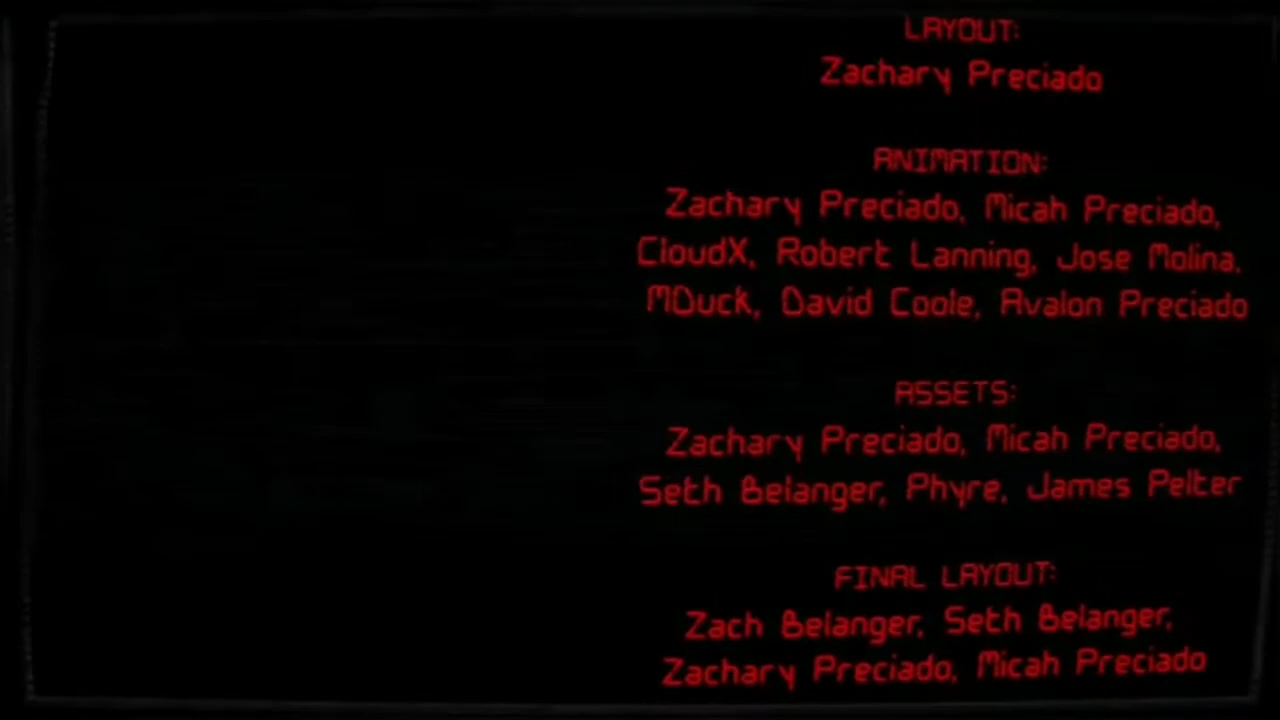 LAYOUT:
Zachary Preciado
ANIMATION:
Zachary Preciado, Micah Preciado,
CloudX, Robert Lanning, Jose Molina,
MDuck, David Coole, Avalon Preciado
ASSETS:
Zachary Preciado, Micah Preciado,
Seth Belanger, Phyre, James Pelter
FINAL LAYOUT:
Zach Belanger, Seth Belanger,
Zachary Preciado, Micah Preciado